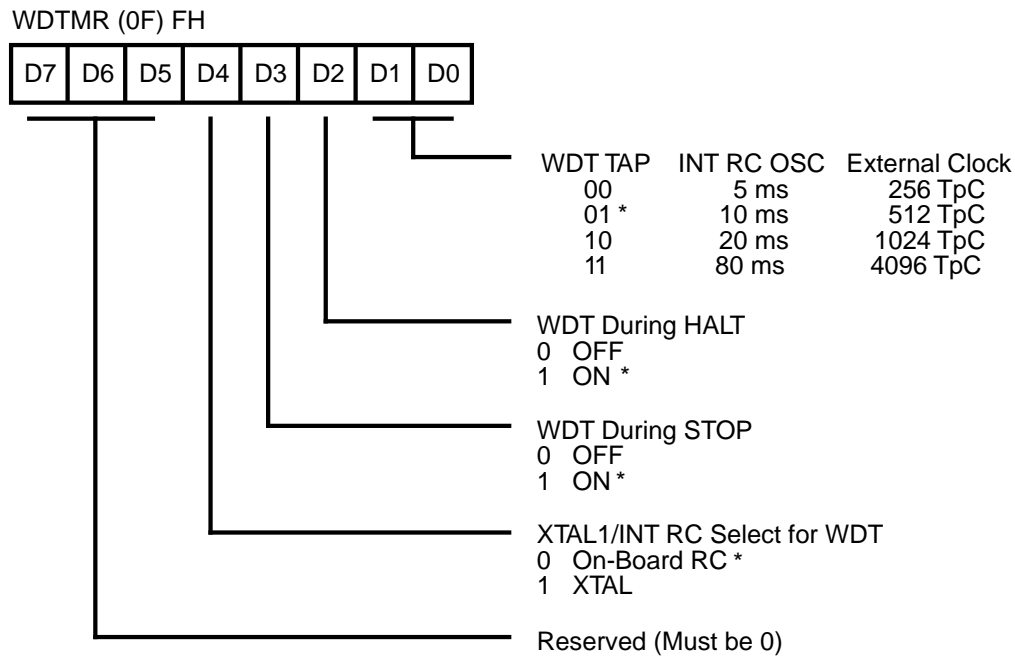 WDTMR (0F) FH
D7 D6 D5 D4 D3 D2 D1 D0
WDT TAP INT RC OSC External Clock
00 5 ms 256 TpC
01 * 10 ms 512 TpC
10 20 ms 1024 TpC
11 80 ms 4096 TpC
WDT During HALT
0 OFF
1 ON *
WDT During STOP
0 OFF
1 ON *
XTAL1/INT RC Select for WDT
0 On-Board RC *
1 XTAL
Reserved (Must be 0)